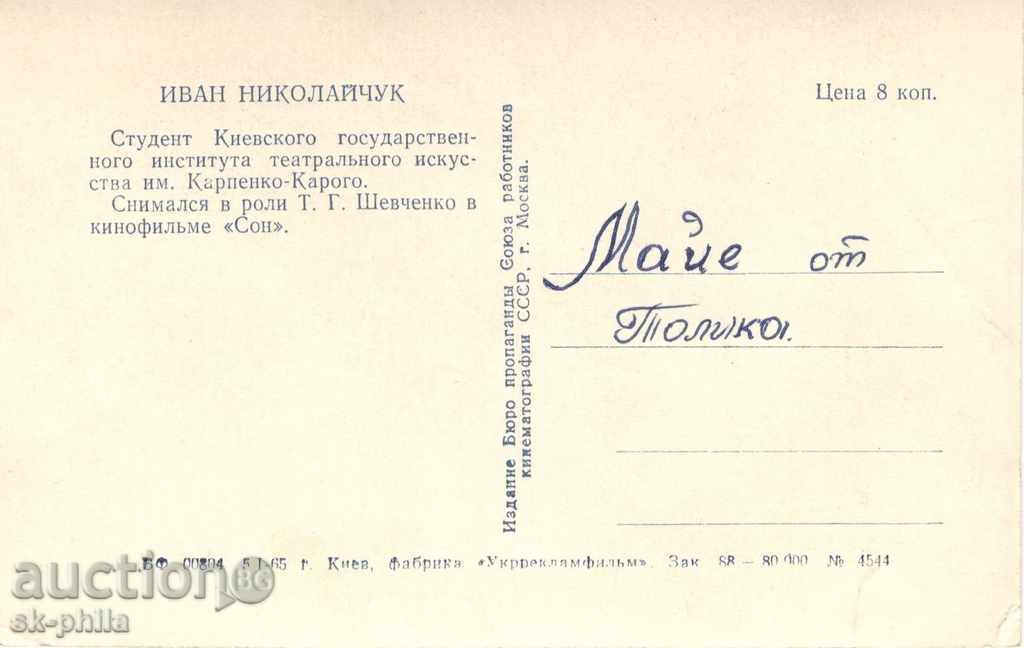 ИВАН НИКОЛАЙЧУК
Студент Киевского государствен-
ного института театрального искус-
ства им. Карпенко-Карого.
Снимался в роли Т. Г. Шевченко в
кинофильме «Сон».
Издание Бюро пропаганды Союза работников
кинематографии СССР, г. Москва.
Цена 8 коп.
Майе от
Толика.
БФ 00804 5 I 65 г. Киев, фабрика «Укррекламфильм». Зак 88 — 80 000 № 4544
auction BG
sk-phila